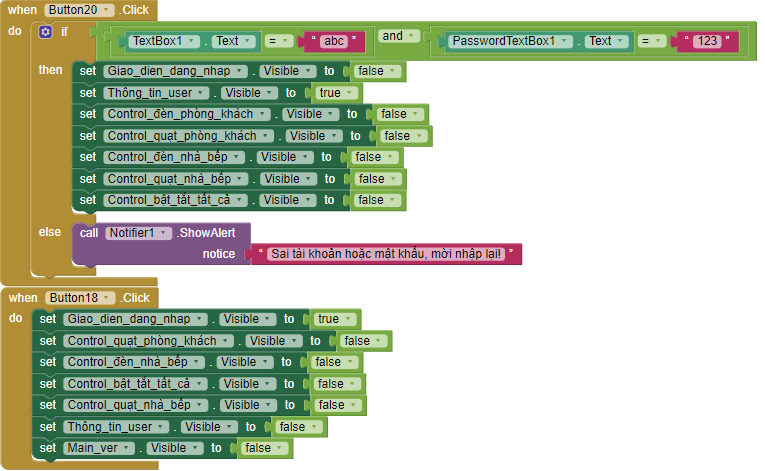 when Button20 .Click
do if TextBox1 . Text = " abc " and PasswordTextBox1 . Text = " 123 "
then set Giao_dien_dang_nhap . Visible to false
set Thông_tin_user . Visible to true
set Control_đèn_phòng_khách . Visible to false
set Control_quạt_phòng_khách . Visible to false
set Control_đèn_nhà_bếp . Visible to false
set Control_quạt_nhà_bếp . Visible to false
set Control_bật_tắt_tất_cả . Visible to false
else call Notifier1 .ShowAlert
notice " Sai tài khoản hoặc mật khẩu, mời nhập lại! "
when Button18 .Click
do set Giao_dien_dang_nhap . Visible to true
set Control_quạt_phòng_khách . Visible to false
set Control_đèn_nhà_bếp . Visible to false
set Control_bật_tắt_tất_cả . Visible to false
set Control_quạt_nhà_bếp . Visible to false
set Thông_tin_user . Visible to false
set Main_ver . Visible to false